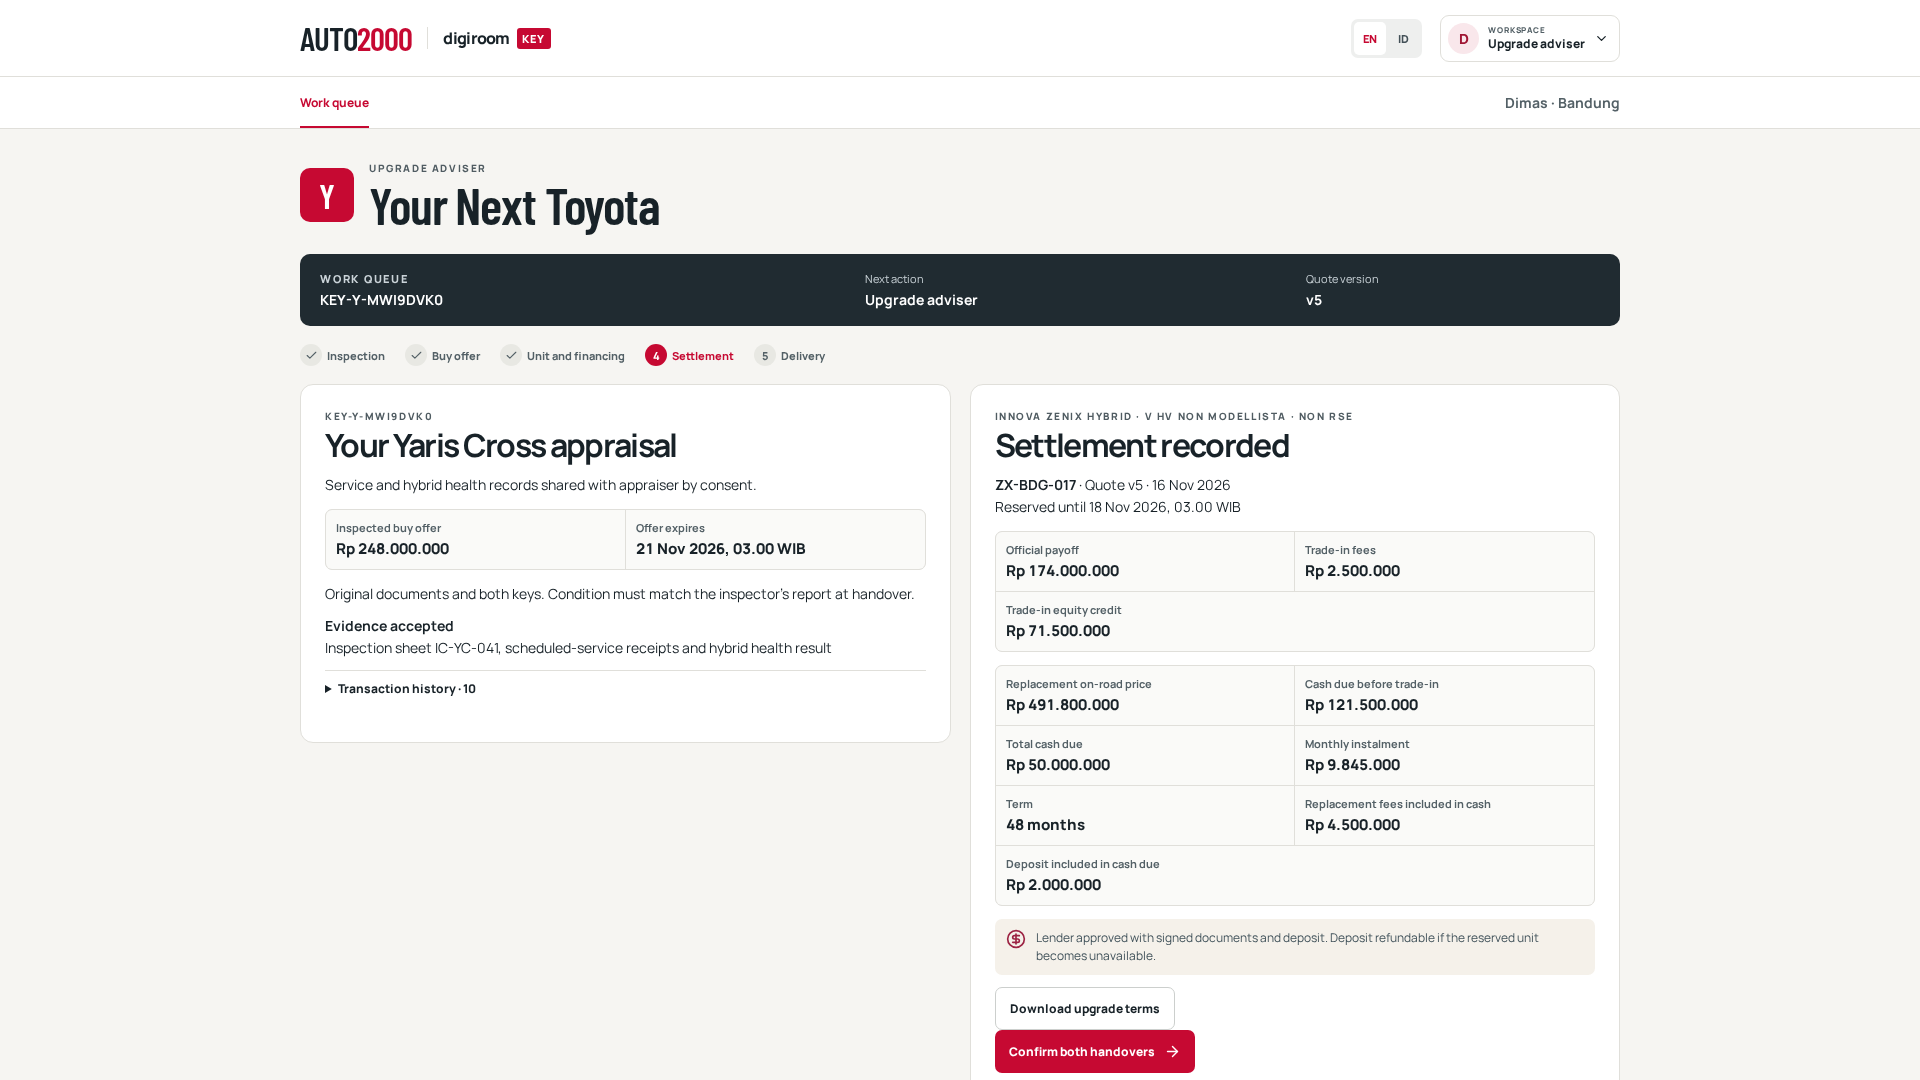 AUTO2000
digiroom KEY
EN ID
D
WORKSPACE
Upgrade adviser
Work queue
Dimas · Bandung
Y
UPGRADE ADVISER
Your Next Toyota
WORK QUEUE
KEY-Y-MWI9DVK0
Next action
Upgrade adviser
Quote version
v5
Inspection
Buy offer
Unit and financing
4 Settlement
5 Delivery
KEY-Y-MWI9DVK0
Your Yaris Cross appraisal
Service and hybrid health records shared with appraiser by consent.
Inspected buy offer
Rp 248.000.000
Offer expires
21 Nov 2026, 03.00 WIB
Original documents and both keys. Condition must match the inspector's report at handover.
Evidence accepted
Inspection sheet IC-YC-041, scheduled-service receipts and hybrid health result
Transaction history · 10
INNOVA ZENIX HYBRID · V HV NON MODELLISTA · NON RSE
Settlement recorded
ZX-BDG-017 · Quote v5 · 16 Nov 2026
Reserved until 18 Nov 2026, 03.00 WIB
Official payoff
Rp 174.000.000
Trade-in fees
Rp 2.500.000
Trade-in equity credit
Rp 71.500.000
Replacement on-road price
Rp 491.800.000
Cash due before trade-in
Rp 121.500.000
Total cash due
Rp 50.000.000
Monthly instalment
Rp 9.845.000
Term
48 months
Replacement fees included in cash
Rp 4.500.000
Deposit included in cash due
Rp 2.000.000
Lender approved with signed documents and deposit. Deposit refundable if the reserved unit
becomes unavailable.
Download upgrade terms
Confirm both handovers